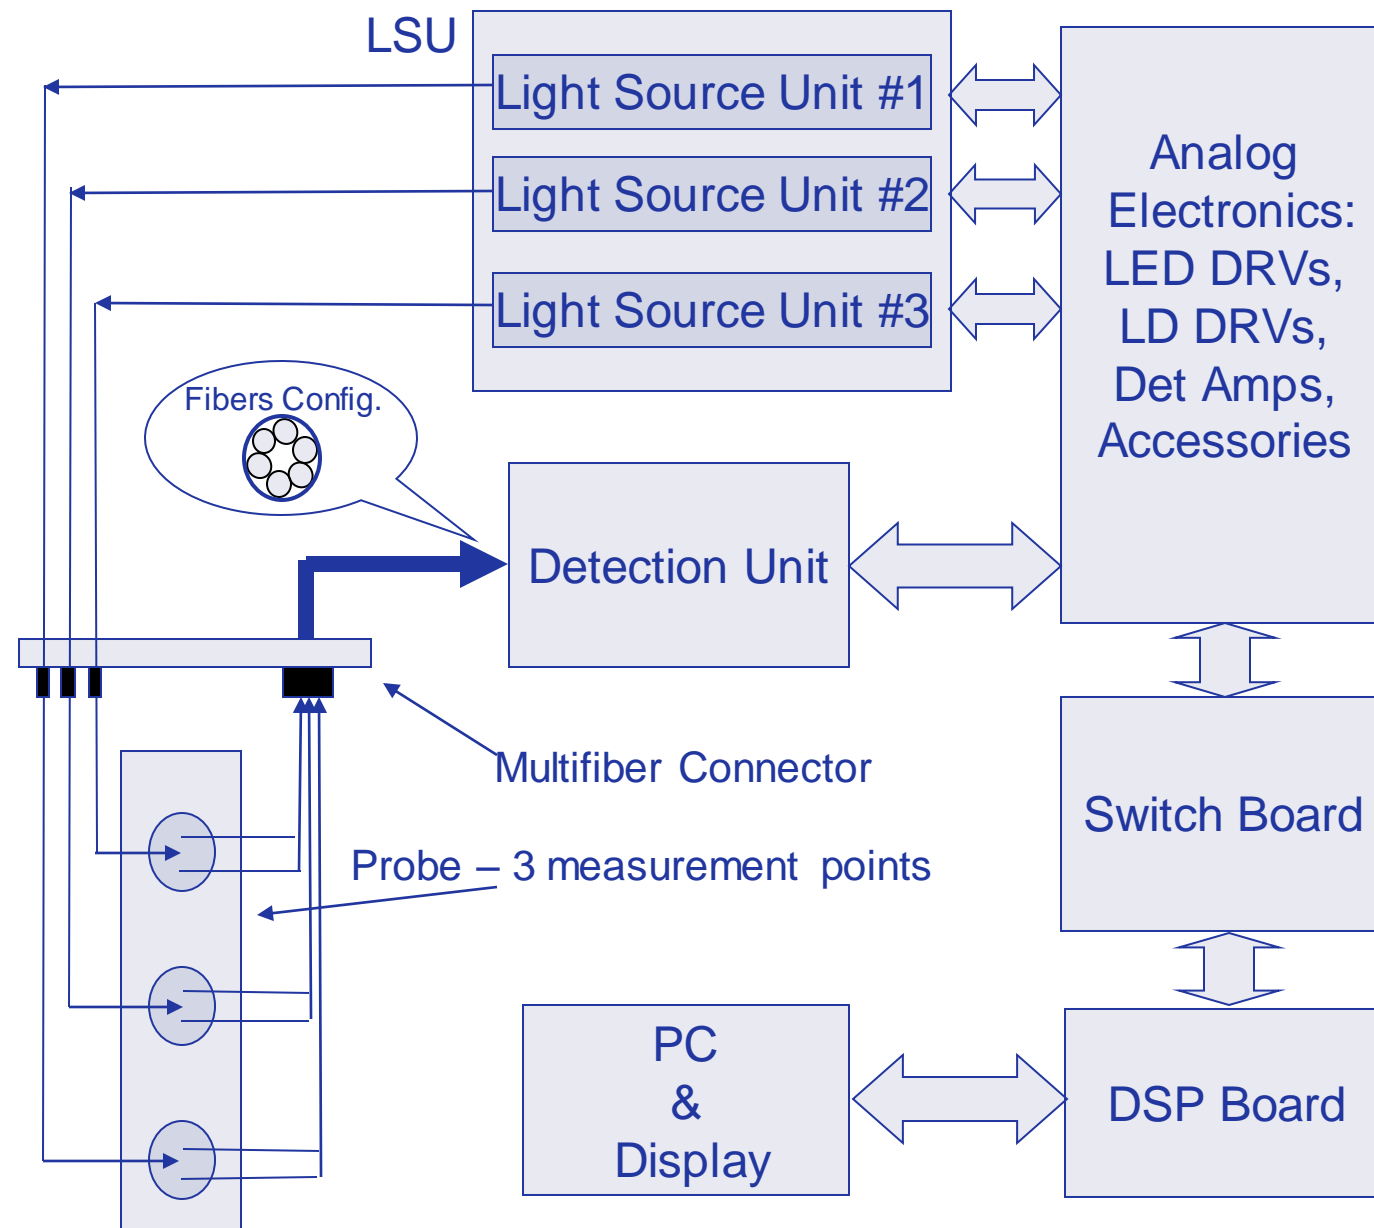 LSU
Light Source Unit #1
Light Source Unit #2
Light Source Unit #3
Analog
Electronics:
LED DRVs,
LD DRVs,
Det Amps,
Accessories
Fibers Config.
Detection Unit
Multifiber Connector
Switch Board
Probe – 3 measurement points
PC
&
Display
DSP Board